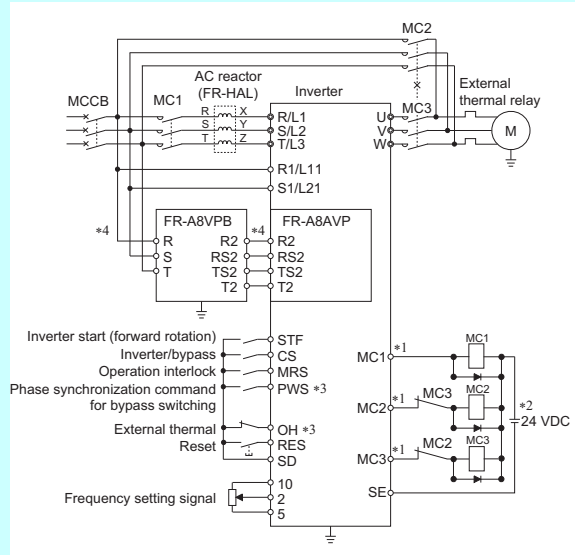 MC2
AC reactor
(FR-HAL)
Inverter
External
thermal relay
MCCB
MC1
MC3
R X
S Y
T Z
R/L1
S/L2
T/L3
U
V
W
M
R1/L11
S1/L21
*4
FR-A8VPB
*4
FR-A8AVP
R R2 R2
S RS2 RS2
T TS2 TS2
T2 T2
Inverter start (forward rotation) STF
Inverter/bypass CS
Operation interlock MRS
Phase synchronization command PWS *3
for bypass switching
External thermal OH *3
Reset RES
SD
Frequency setting signal
10
2
5
MC1 *1 MC1
MC2 *1 MC3 MC2
*2
24 VDC
MC3 *1 MC2 MC3
SE